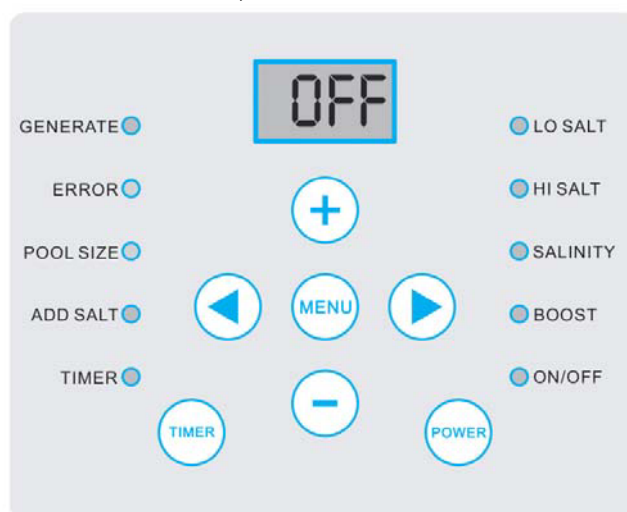 OFF
GENERATE
LO SALT
ERROR
HI SALT
POOL SIZE
SALINITY
MENU
ADD SALT
BOOST
TIMER
ON/OFF
TIMER
POWER